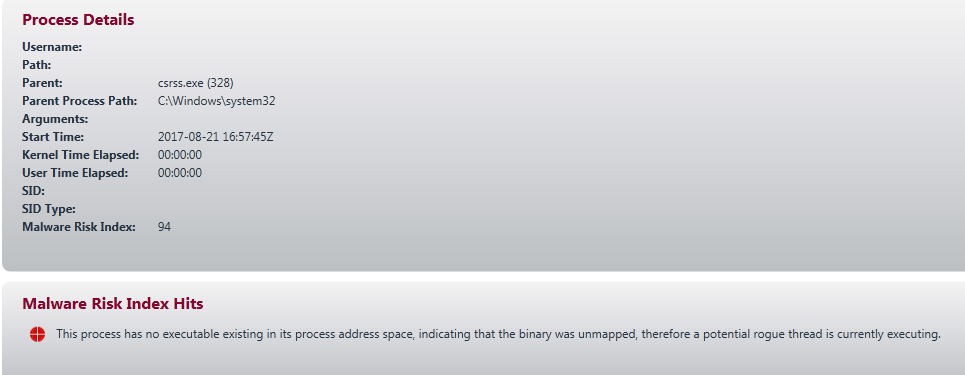 Process Details
Username:
Path:
Parent: csrss.exe (328)
Parent Process Path: C:\Windows\system32
Arguments:
Start Time: 2017-08-21 16:57:45Z
Kernel Time Elapsed: 00:00:00
User Time Elapsed: 00:00:00
SID:
SID Type:
Malware Risk Index: 94
Malware Risk Index Hits
This process has no executable existing in its process address space, indicating that the binary was unmapped, therefore a potential rogue thread is currently executing.